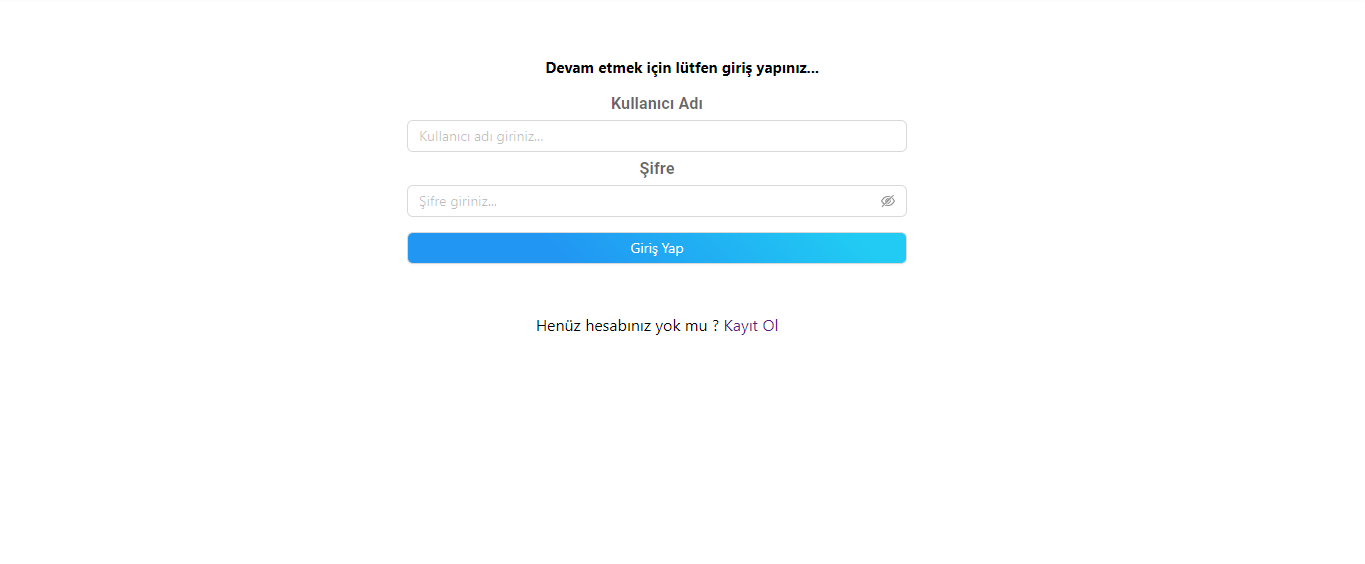 Devam etmek için lütfen giriş yapınız...
Kullanıcı Adı
Kullanıcı adı giriniz...
Şifre
Şifre giriniz...
Giriş Yap
Henüz hesabınız yok mu ? Kayıt Ol